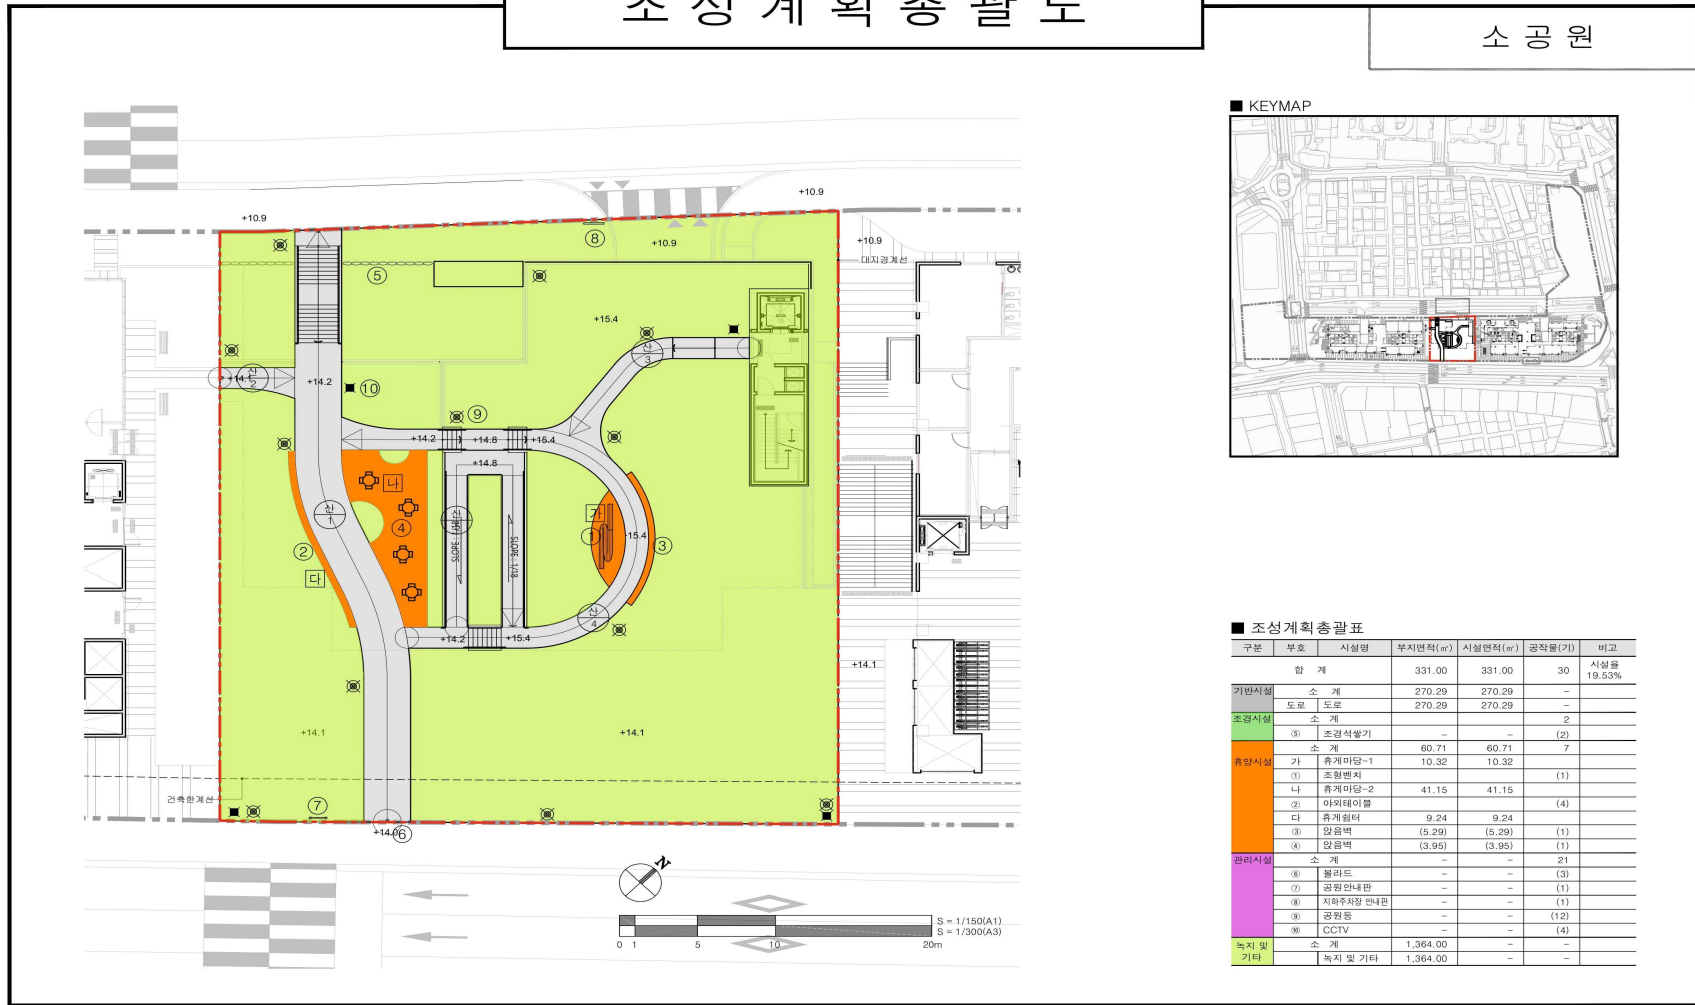 조성계획총괄도
소공원
■ KEYMAP
+10.9
+10.9
⑧
+10.9
+10.9
대지경계선
⑤
+15.4
산
3
+14.1
산
2
+14.2
⑩
⑨
+14.2
+14.8
+15.4
+14.8
나
산
1
④
가
①
+15.4
③
②
다
SLOPE : 1/18
산
4
+14.2
+15.4
+14.1
+14.1
+14.1
건축한계선
⑦
+14.0
⑥
N
S = 1/150(A1)
S = 1/300(A3)
0 1 5 10 20m
■ 조성계획총괄표
구분 부호 시설명 부지면적(㎡) 시설면적(㎡) 공작물(기) 비고
합 계 331.00 331.00 30 시설율 19.53%
기반시설 소 계 270.29 270.29 –
도로 도로 270.29 270.29 –
조경시설 소 계 2
⑤ 조경석쌓기 – – (2)
휴양시설 소 계 60.71 60.71 7
가 휴게마당-1 10.32 10.32
① 조형벤치 (1)
나 휴게마당-2 41.15 41.15
② 야외테이블 (4)
다 휴게쉼터 9.24 9.24
③ 앉음벽 (5.29) (5.29) (1)
④ 앉음벽 (3.95) (3.95) (1)
관리시설 소 계 – – 21
⑥ 볼라드 – – (3)
⑦ 공원안내판 – – (1)
⑧ 지하주차장 안내판 – – (1)
⑨ 공원등 – – (12)
⑩ CCTV – – (4)
녹지 및 기타 소 계 1,364.00 – –
녹지 및 기타 1,364.00 – –